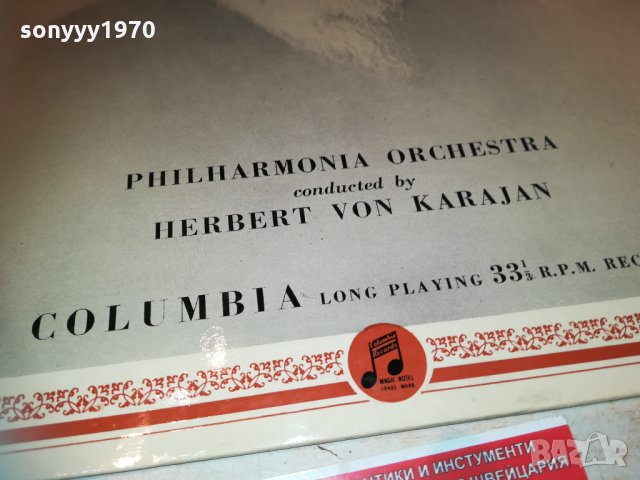 sonyyy1970
PHILHARMONIA ORCHESTRA
conducted by
HERBERT VON KARAJAN
COLUMBIA LONG PLAYING 33⅓ R.P.M. REC
Columbia
Records
MAGIC NOTES
TRADE MARK
BAZAR
И ИНСТУМЕНТИ
ШВЕЙЦАРИЯ